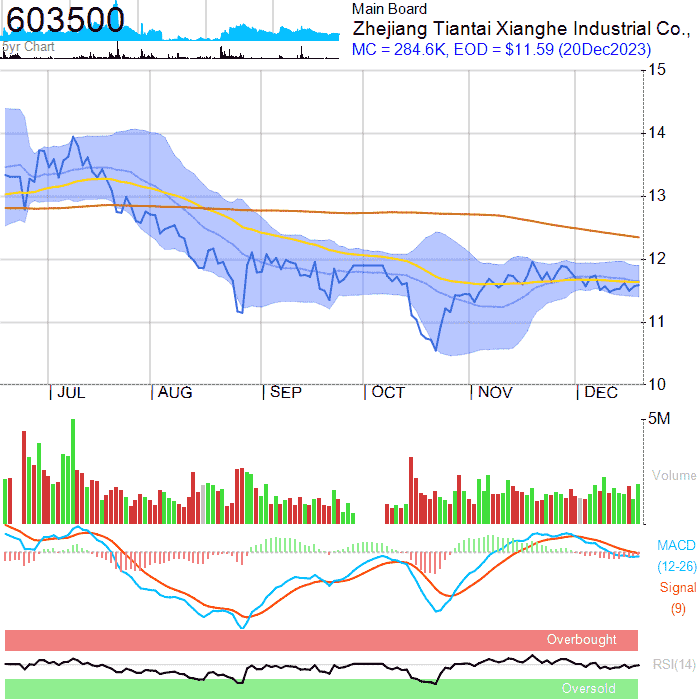 603500
5yr Chart
Main Board
Zhejiang Tiantai Xianghe Industrial Co.,
MC = 284.6K, EOD = $11.59 (20Dec2023)
15
14
13
12
11
10
JUL AUG SEP OCT NOV DEC
5M
Volume
MACD
(12-26)
Signal
(9)
Overbought
RSI(14)
Oversold